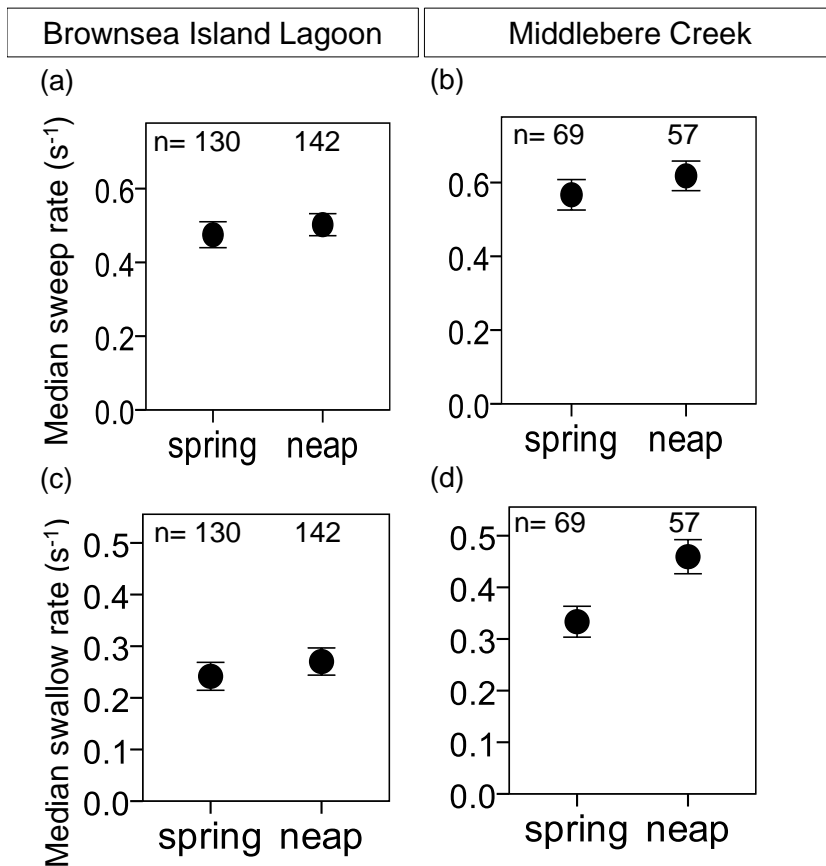 Brownsea Island Lagoon
Middlebere Creek
(a)
Median sweep rate (s-1)
n= 130 142
0.6
0.4
0.2
0.0
spring neap
(b)
n= 69 57
0.6
0.4
0.2
0.0
spring neap
(c)
Median swallow rate (s-1)
n= 130 142
0.5
0.4
0.3
0.2
0.1
0.0
spring neap
(d)
n= 69 57
0.5
0.4
0.3
0.2
0.1
0.0
spring neap